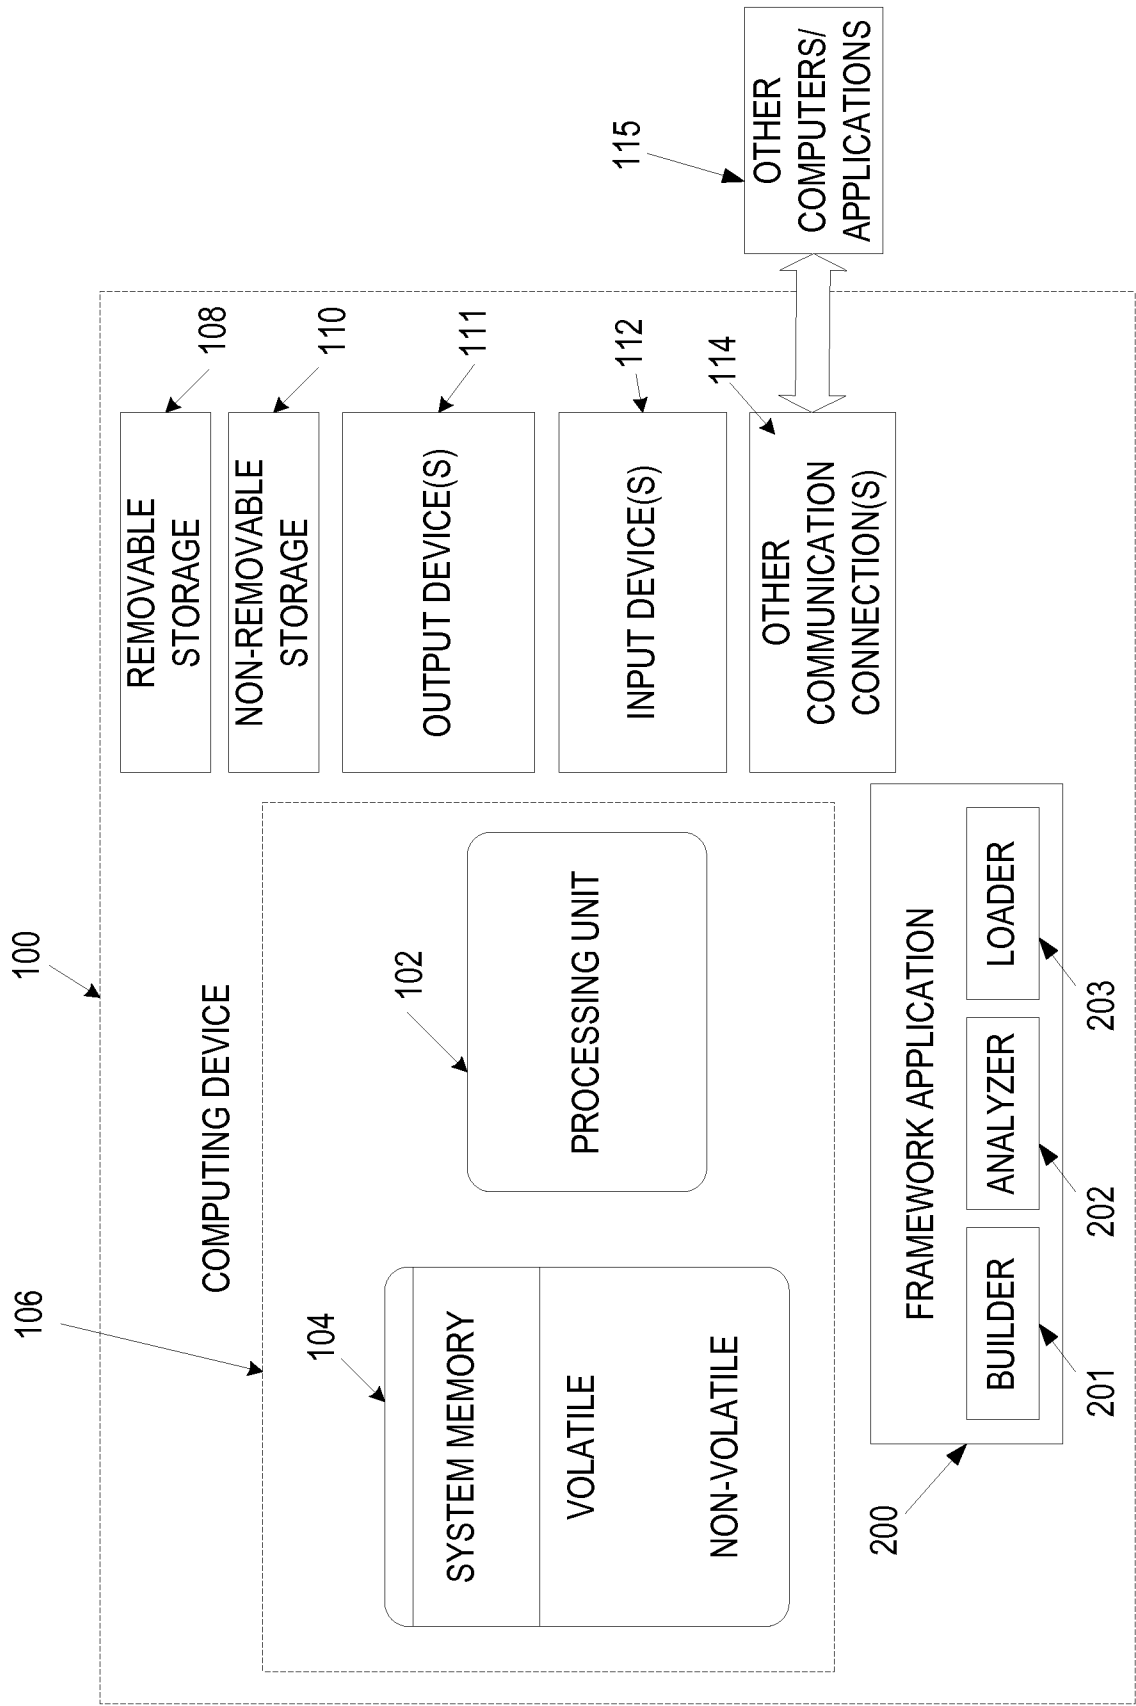 100
COMPUTING DEVICE
106
104
SYSTEM MEMORY
VOLATILE
NON-VOLATILE
102
PROCESSING UNIT
REMOVABLE
STORAGE
108
NON-REMOVABLE
STORAGE
110
OUTPUT DEVICE(S)
111
INPUT DEVICE(S)
112
OTHER
COMMUNICATION
CONNECTION(S)
114
115
OTHER
COMPUTERS/
APPLICATIONS
200
FRAMEWORK APPLICATION
BUILDER
ANALYZER
LOADER
201
202
203